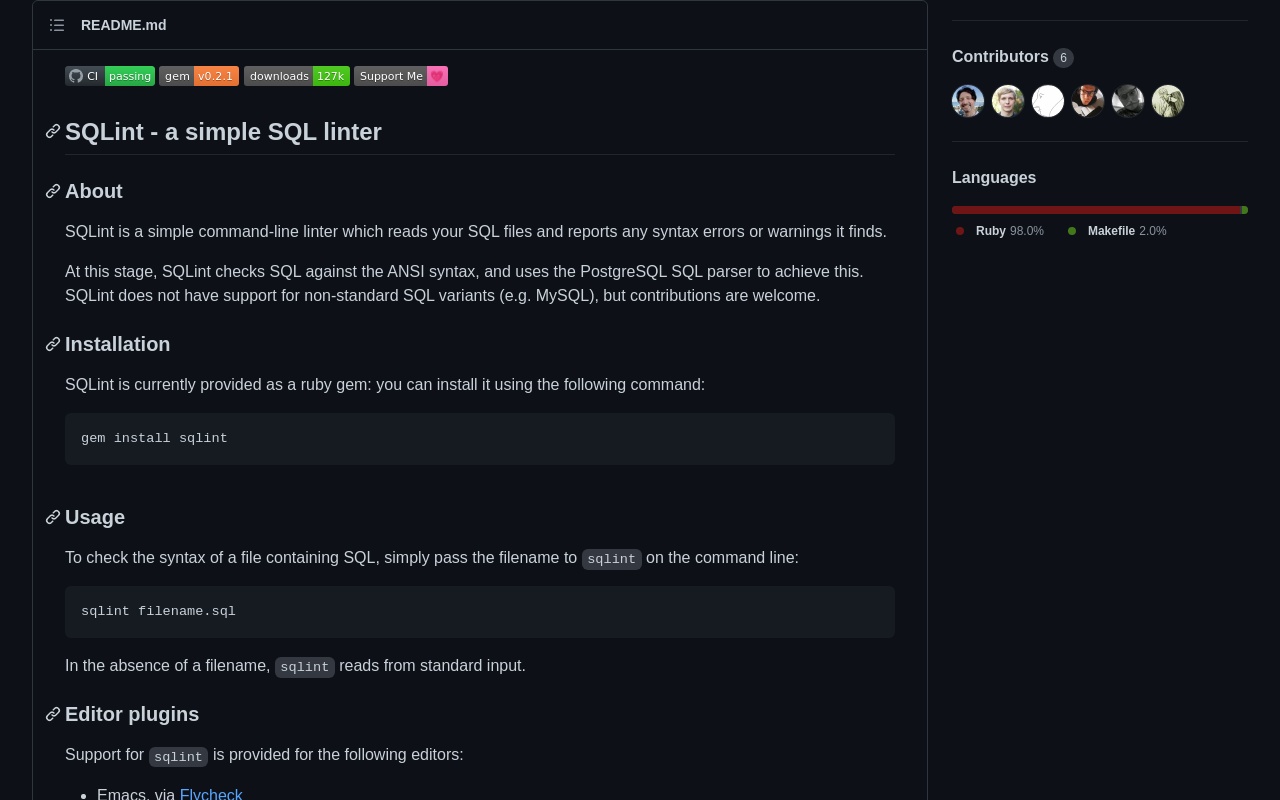 README.md
CI passing gem v0.2.1 downloads 127k Support Me
SQLint - a simple SQL linter
About
SQLint is a simple command-line linter which reads your SQL files and reports any syntax errors or warnings it finds.
At this stage, SQLint checks SQL against the ANSI syntax, and uses the PostgreSQL SQL parser to achieve this.
SQLint does not have support for non-standard SQL variants (e.g. MySQL), but contributions are welcome.
Installation
SQLint is currently provided as a ruby gem: you can install it using the following command:
gem install sqlint
Usage
To check the syntax of a file containing SQL, simply pass the filename to sqlint on the command line:
sqlint filename.sql
In the absence of a filename, sqlint reads from standard input.
Editor plugins
Support for sqlint is provided for the following editors:
Emacs, via Flycheck
Contributors 6
Languages
Ruby 98.0% Makefile 2.0%